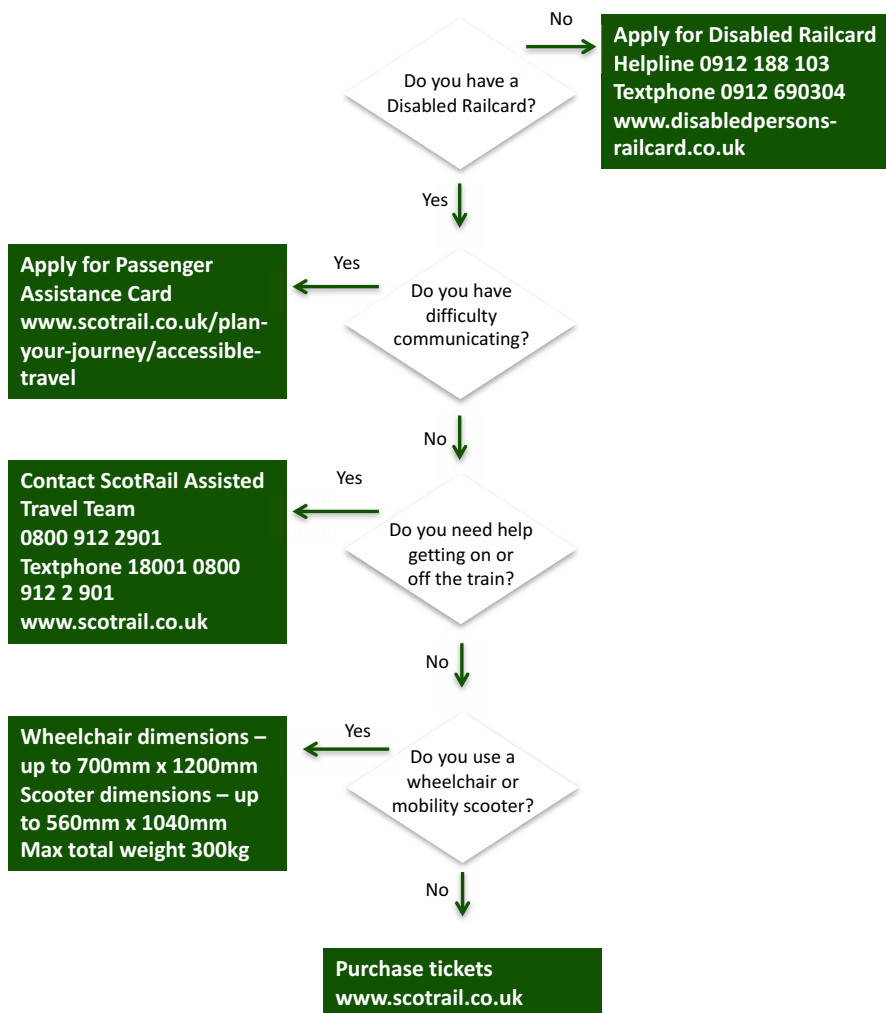 No
Do you have a
Disabled Railcard?
Apply for Disabled Railcard
Helpline 0912 188 103
Textphone 0912 690304
www.disabledpersons-
railcard.co.uk
Yes
Apply for Passenger
Assistance Card
www.scotrail.co.uk/plan-
your-journey/accessible-
travel
Yes
Do you have
difficulty
communicating?
No
Contact ScotRail Assisted
Travel Team
0800 912 2901
Textphone 18001 0800
912 2 901
www.scotrail.co.uk
Yes
Do you need help
getting on or
off the train?
No
Wheelchair dimensions –
up to 700mm x 1200mm
Scooter dimensions – up
to 560mm x 1040mm
Max total weight 300kg
Yes
Do you use a
wheelchair or
mobility scooter?
No
Purchase tickets
www.scotrail.co.uk